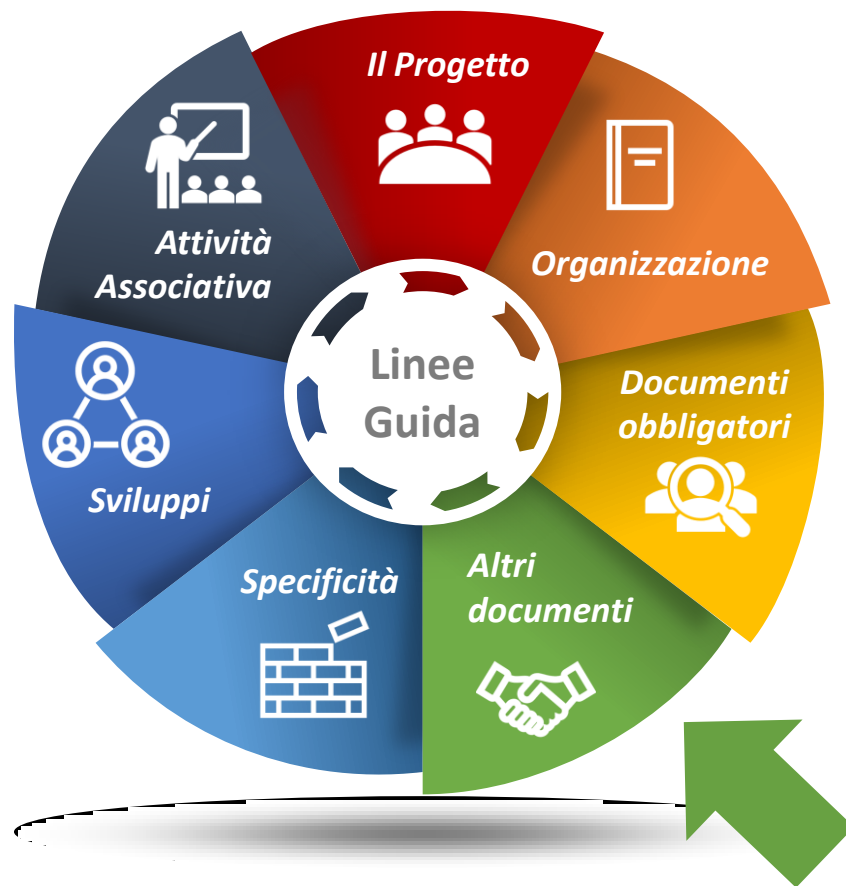 Il Progetto
Organizzazione
Documenti
obbligatori
Altri
documenti
Specificità
Sviluppi
Attività
Associativa
Linee
Guida